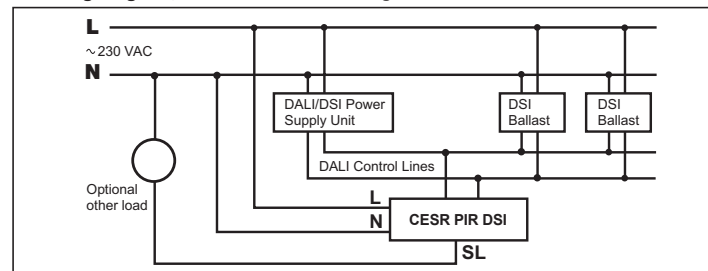 L
~230 VAC
N
DALI/DSI Power
Supply Unit
DSI
Ballast
DSI
Ballast
DALI Control Lines
Optional
other load
L
N
CESR PIR DSI
SL